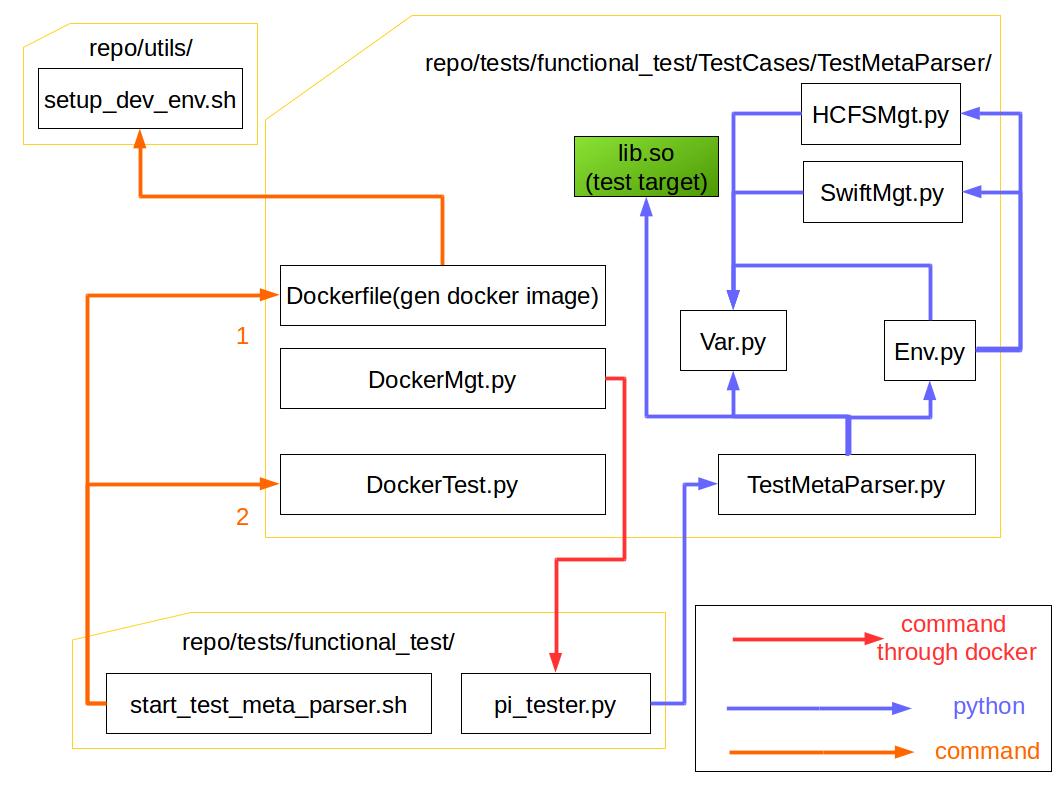 repo/utils/
setup_dev_env.sh
repo/tests/functional_test/TestCases/TestMetaParser/
HCFSMgt.py
lib.so
(test target)
SwiftMgt.py
Dockerfile(gen docker image)
1
Var.py
Env.py
DockerMgt.py
DockerTest.py
2
TestMetaParser.py
repo/tests/functional_test/
start_test_meta_parser.sh
pi_tester.py
command
through docker
python
command